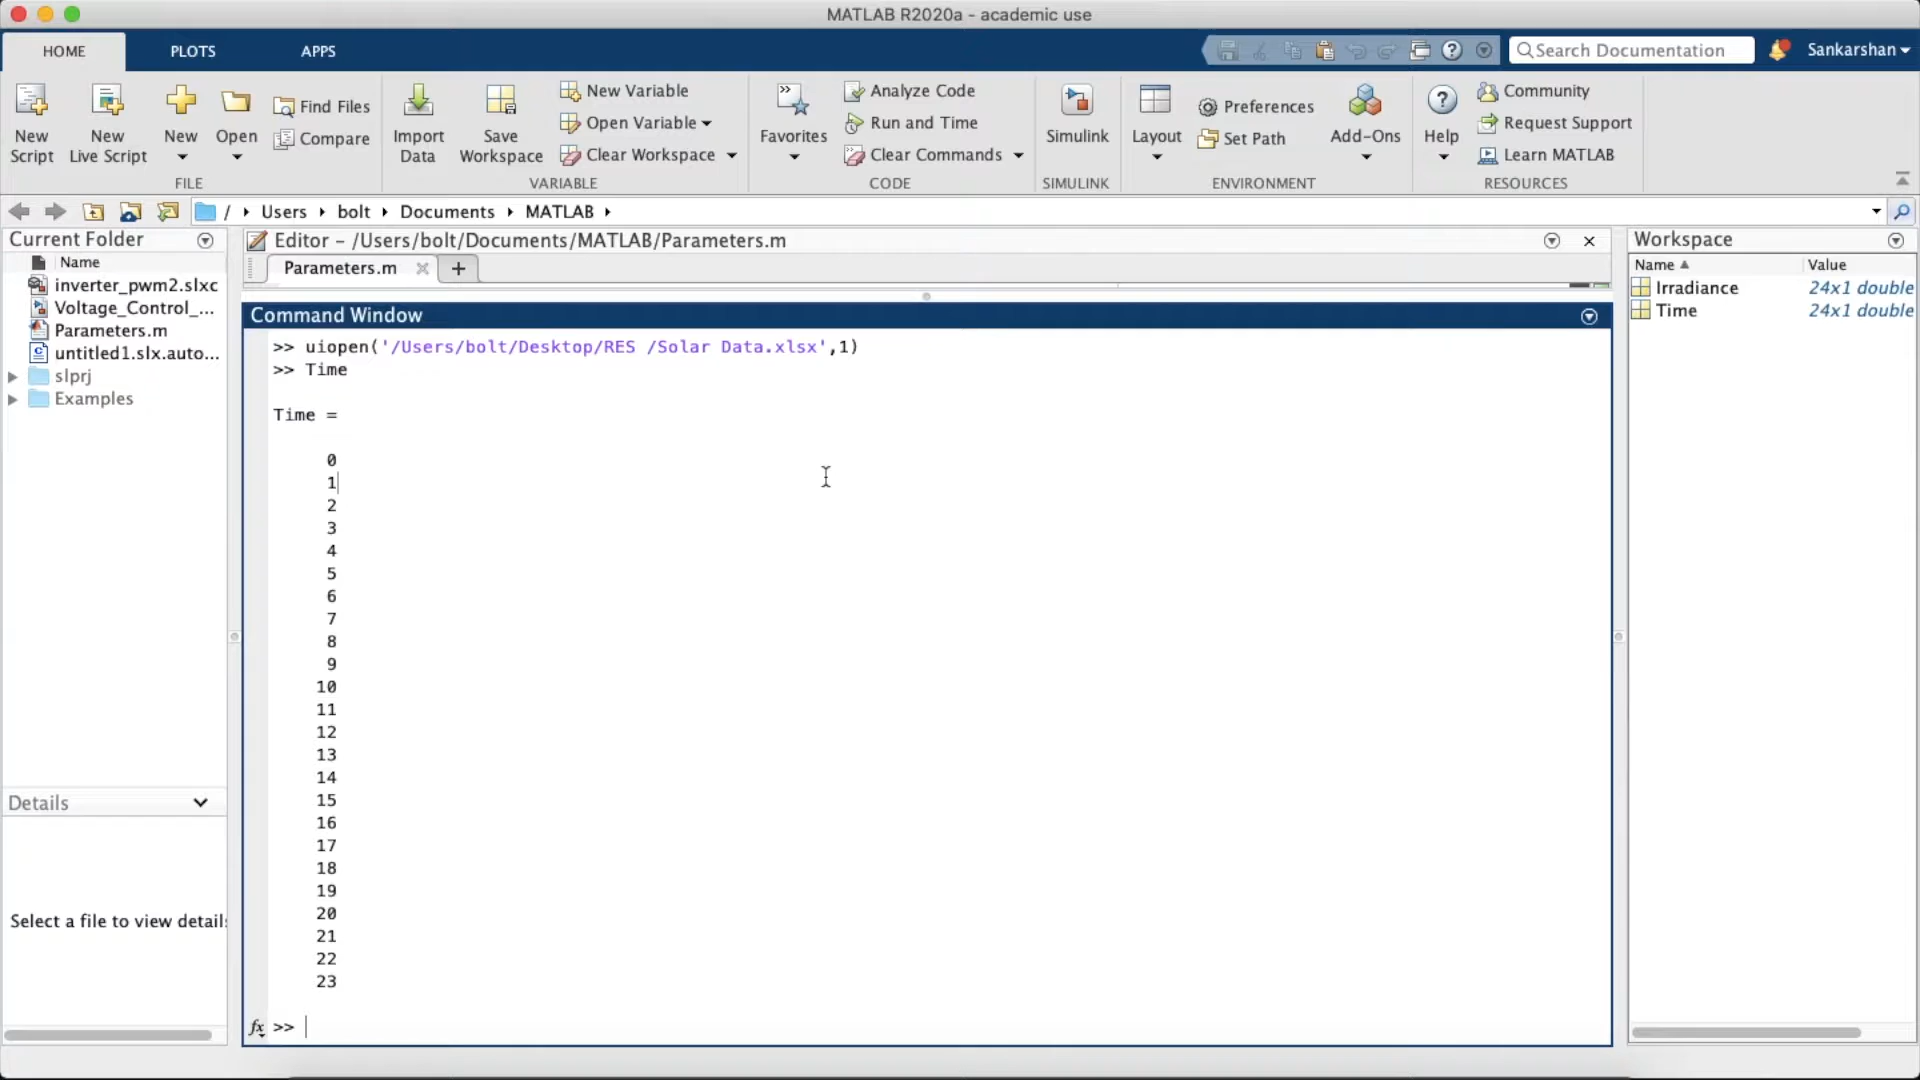 MATLAB R2020a - academic use
HOME
PLOTS
APPS
Search Documentation
Sankarshan
New Script
New Live Script
New
Open
Find Files
Compare
FILE
Import Data
Save Workspace
New Variable
Open Variable
Clear Workspace
VARIABLE
Favorites
Analyze Code
Run and Time
Clear Commands
CODE
Simulink
SIMULINK
Layout
Preferences
Set Path
Add-Ons
ENVIRONMENT
Help
Community
Request Support
Learn MATLAB
RESOURCES
/ Users bolt Documents MATLAB
Current Folder
Name
inverter_pwm2.slxc
Voltage_Control_...
Parameters.m
untitled1.slx.auto...
slprj
Examples
Details
Select a file to view details
Editor – /Users/bolt/Documents/MATLAB/Parameters.m
Parameters.m
Command Window
>> uiopen('/Users/bolt/Desktop/RES /Solar Data.xlsx',1)
>> Time
Time =
0
1
2
3
4
5
6
7
8
9
10
11
12
13
14
15
16
17
18
19
20
21
22
23
fx >>
Workspace
Name Value
Irradiance 24x1 double
Time 24x1 double